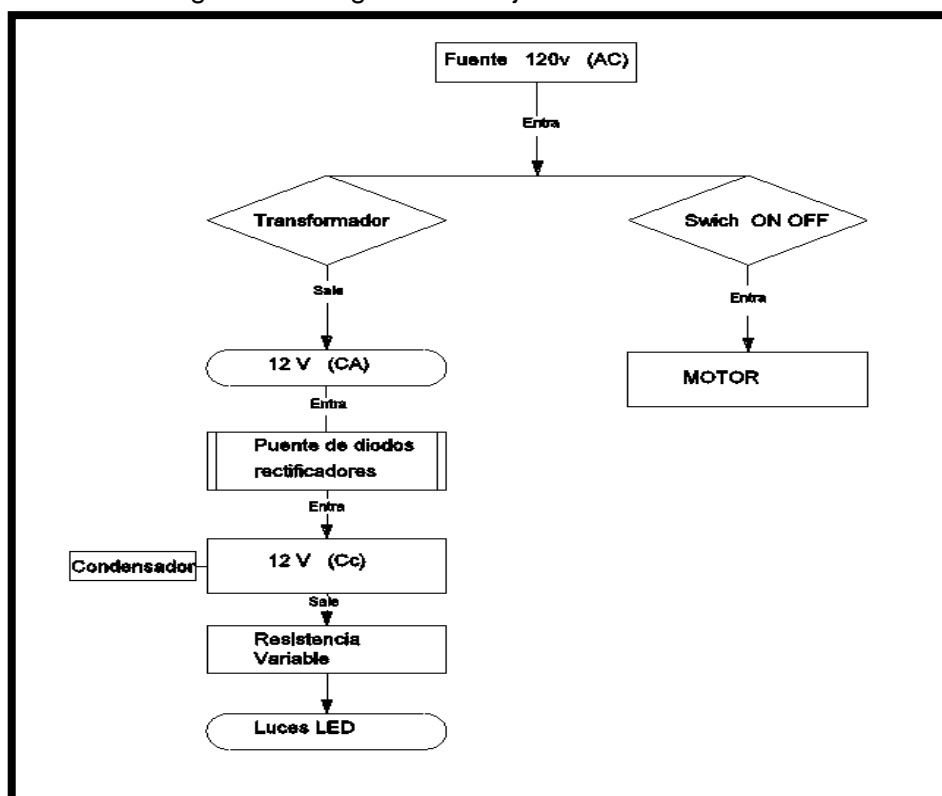 Fuente 120v (AC)
Entra
Transformador
Swich ON OFF
Sale
Entra
12 V (CA)
MOTOR
Entra
Puente de diodos
rectificadores
Entra
Condensador
12 V (Cc)
Sale
Resistencia
Variable
Luces LED